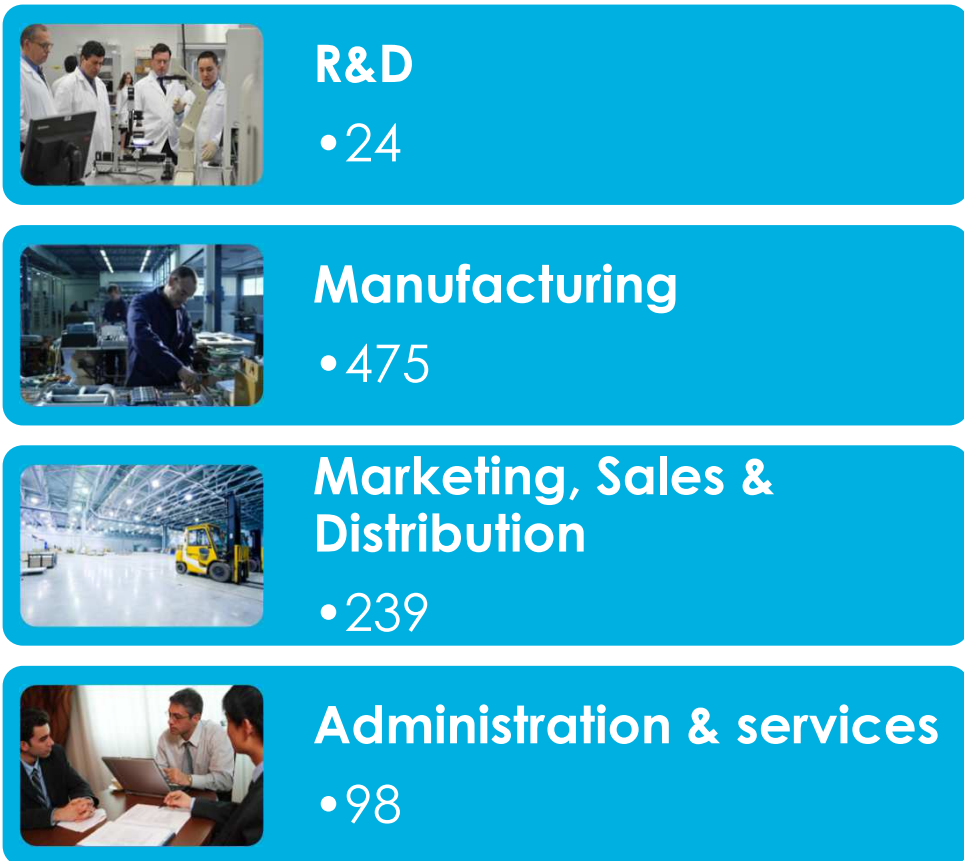 R&D
•24
Manufacturing
•475
Marketing, Sales &
Distribution
•239
Administration & services
•98